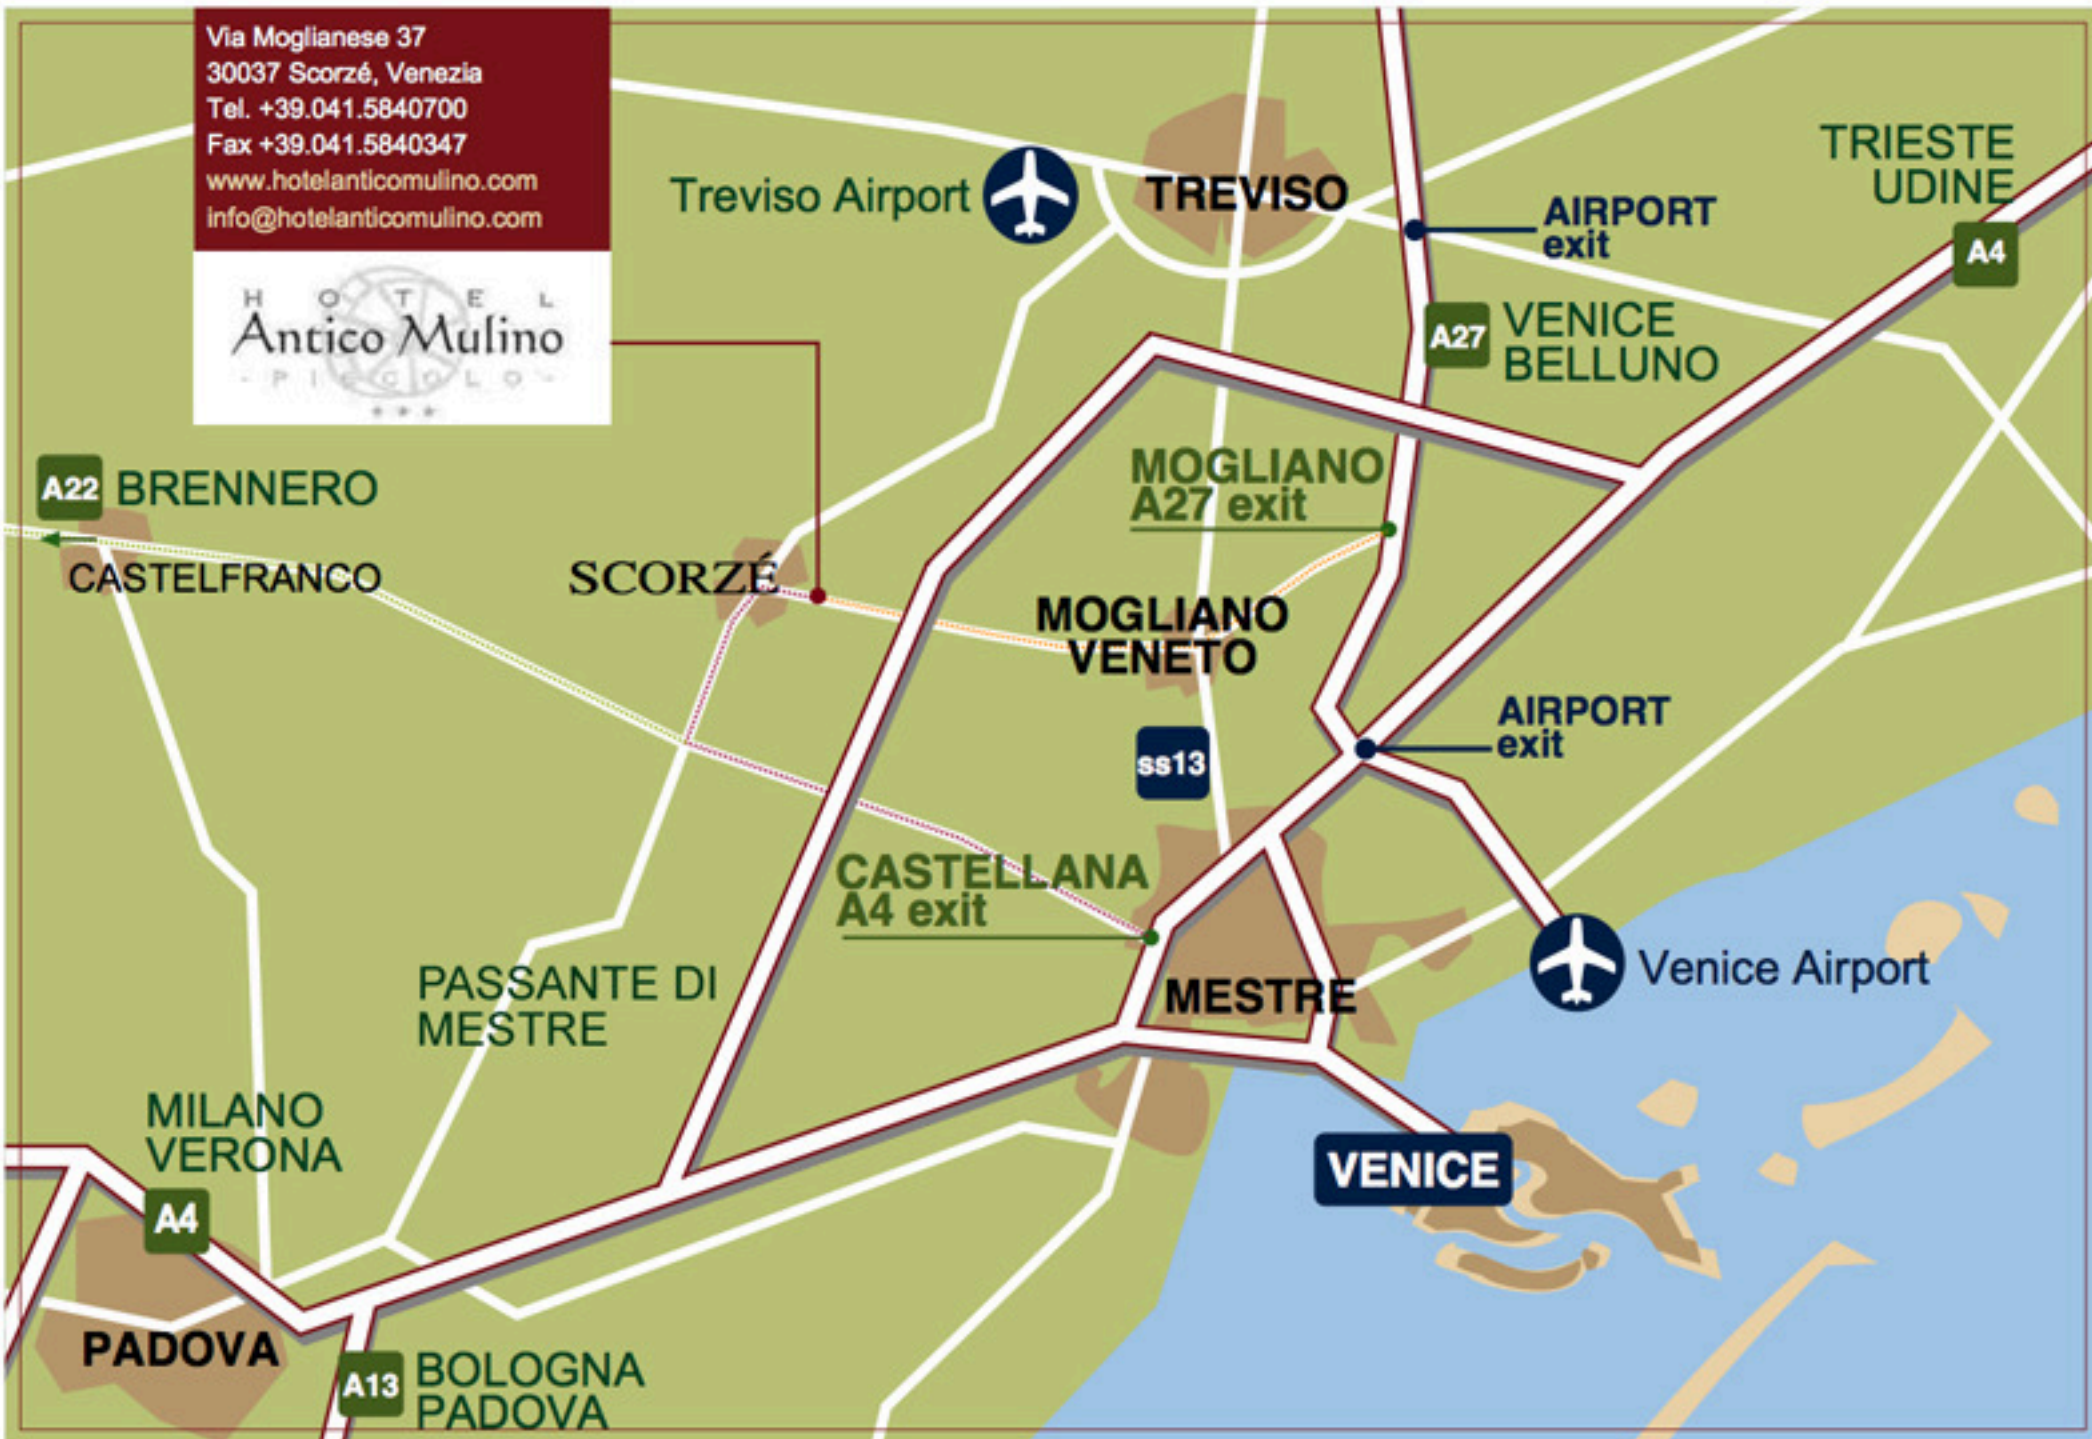 Via Moglianese 37
30037 Scorzé, Venezia
Tel. +39.041.5840700
Fax +39.041.5840347
www.hotelanticomulino.com
info@hotelanticomulino.com
HOTEL
Antico Mulino
- PICCOLO -
Treviso Airport
TREVISO
AIRPORT
exit
TRIESTE
UDINE
A4
A27
VENICE
BELLUNO
A22
BRENNERO
CASTELFRANCO
SCORZÉ
MOGLIANO
A27 exit
MOGLIANO
VENETO
ss13
AIRPORT
exit
CASTELLANA
A4 exit
MESTRE
Venice Airport
PASSANTE DI
MESTRE
MILANO
VERONA
A4
VENICE
PADOVA
A13
BOLOGNA
PADOVA